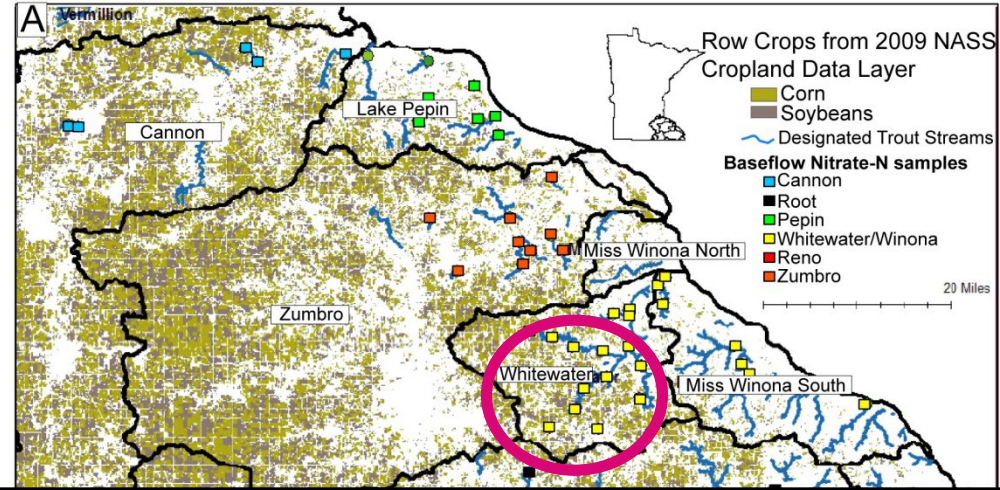 A
Vermillion
Row Crops from 2009 NASS
Cropland Data Layer
Corn
Soybeans
Designated Trout Streams
Baseflow Nitrate-N samples
Cannon
Root
Pepin
Whitewater/Winona
Reno
Zumbro
20 Miles
Lake Pepin
Cannon
Miss Winona North
Zumbro
Whitewater
Miss Winona South